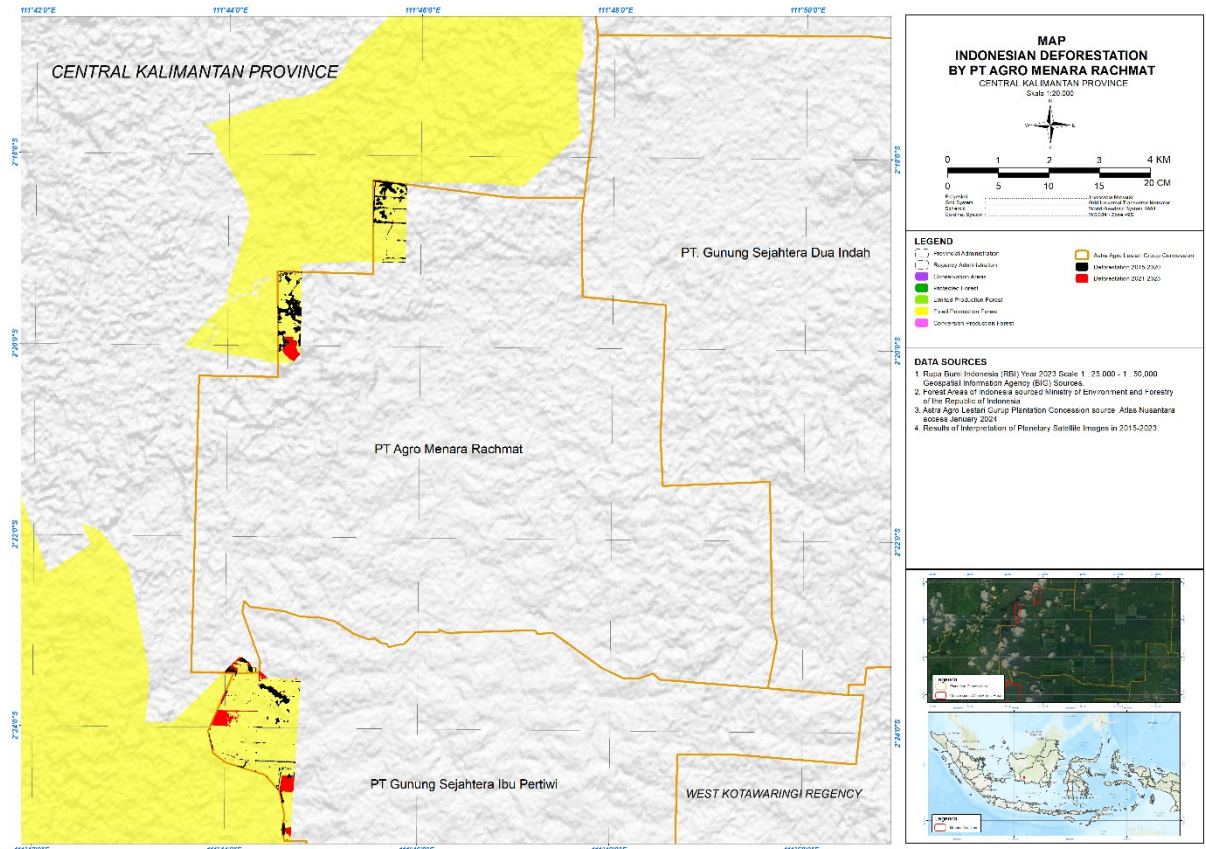 111°42'0"E
111°44'0"E
111°46'0"E
111°48'0"E
111°50'0"E
CENTRAL KALIMANTAN PROVINCE
2°18'0"S
2°18'0"S
PT. Gunung Sejahtera Dua Indah
2°20'0"S
2°20'0"S
PT Agro Menara Rachmat
2°22'0"S
2°22'0"S
2°24'0"S
2°24'0"S
PT Gunung Sejahtera Ibu Pertiwi
WEST KOTAWARINGI REGENCY
MAP
INDONESIAN DEFORESTATION
BY PT AGRO MENARA RACHMAT
CENTRAL KALIMANTAN PROVINCE
Skala 1:20.000
N
W
E
S
0 1 2 3 4 KM
0 5 10 15 20 CM
LEGEND
Provincial Administration
Regency Administration
Conservation Areas
Protected Forest
Limited Production Forest
Fixed Production Forest
Conversion Production Forest
Astra Agro Lestari Group Concession
Deforestation 2015-2020
Deforestation 2021-2023
DATA SOURCES
1. Rupa Bumi Indonesia (RBI) Year 2023 Scale 1 : 25.000 - 1 : 50,000
Geospatial Information Agency (BIG) Sources.
2. Forest Areas of Indonesia sourced Ministry of Environment and Forestry
of the Republic of Indonesia
3. Astra Agro Lestari Gurup Plantation Concession source Atlas Nusantara
access January 2024
4. Results of Interpretation of Planetary Satellite Images in 2015-2023.